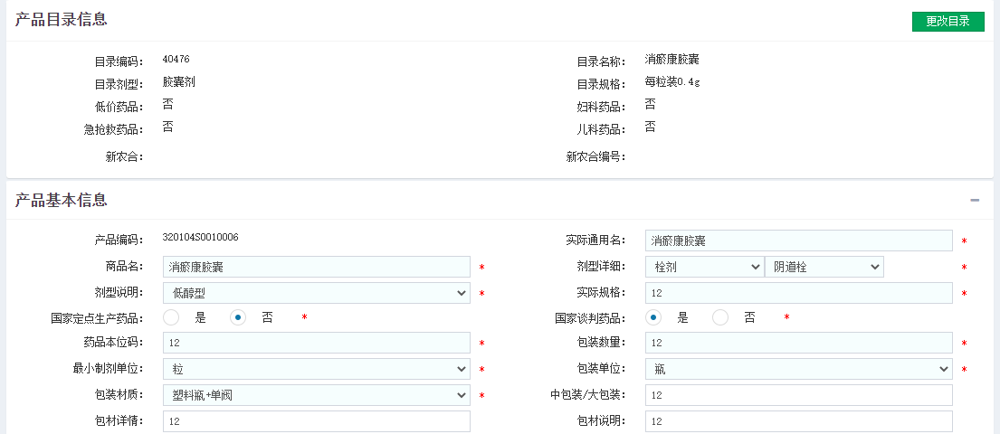 产品目录信息
更改目录
目录编码： 40476 目录名称： 消瘀康胶囊
目录剂型： 胶囊剂 目录规格： 每粒装0.4g
低价药品： 否 妇科药品： 否
急抢救药品： 否 儿科药品： 否
新农合： 新农合编号：
产品基本信息
产品编码： 320104S0010006 实际通用名： 消瘀康胶囊 *
商品名： 消瘀康胶囊 * 剂型详细： 栓剂 阴道栓 *
剂型说明： 低醇型 * 实际规格： 12 *
国家定点生产药品： 是 否 * 国家谈判药品： 是 否 *
药品本位码： 12 * 包装数量： 12 *
最小制剂单位： 粒 * 包装单位： 瓶 *
包装材质： 塑料瓶+单阀 * 中包装/大包装： 12
包材详情： 12 包材说明： 12